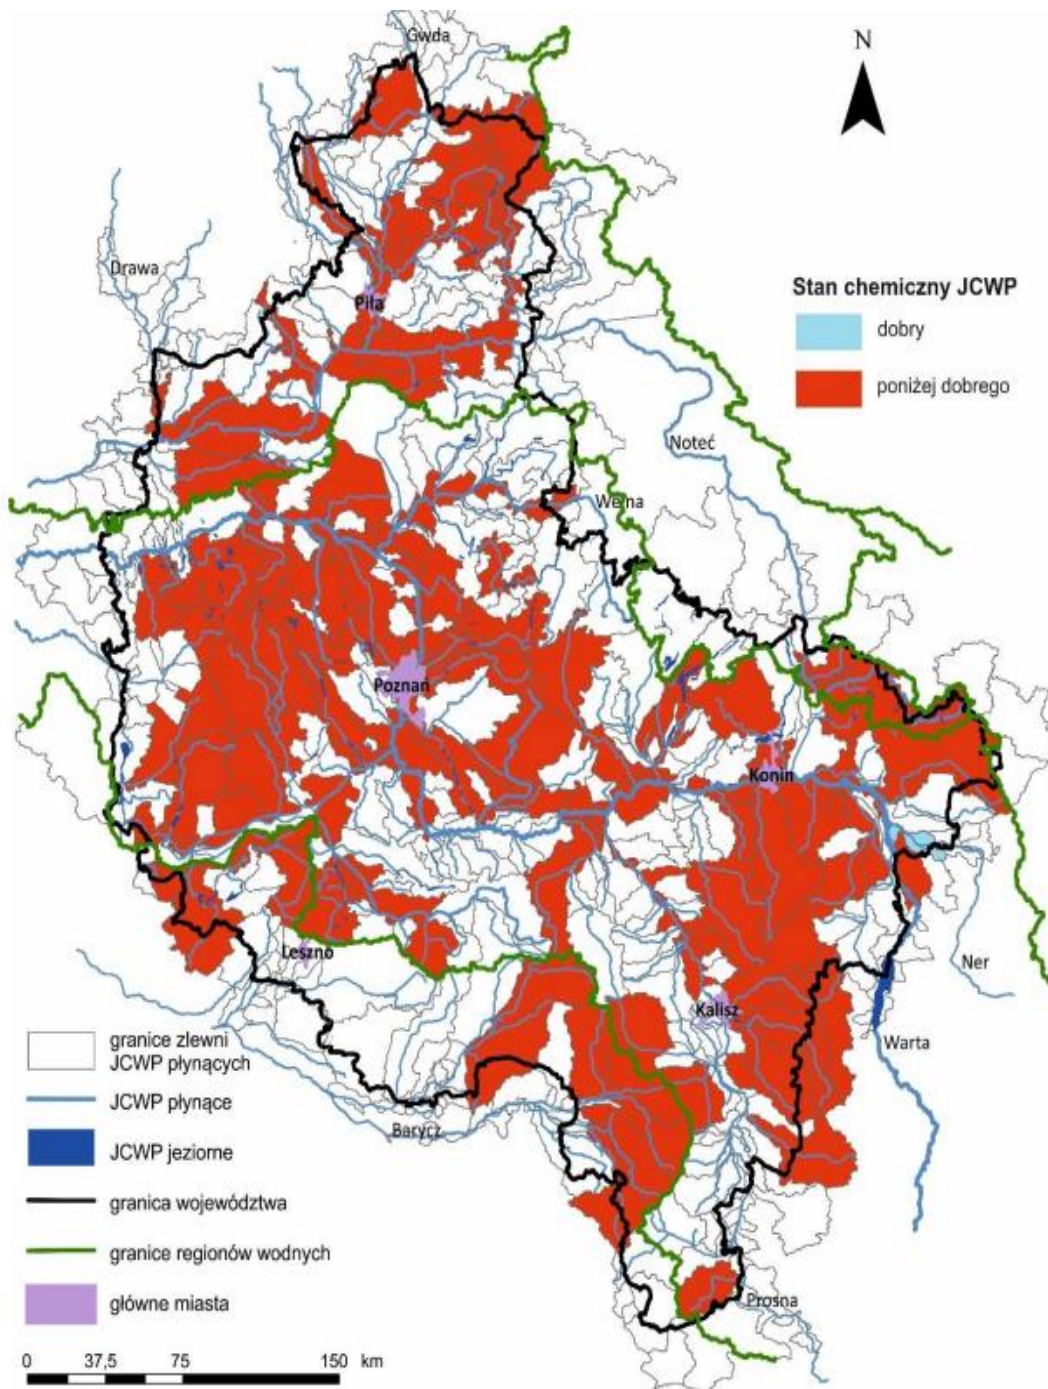 Gwda
N
Drawa
Piła
Stan chemiczny JCWP
dobry
poniżej dobrego
Noteć
Wełna
Poznań
Konin
Leszno
Ner
Kalisz
Warta
Barycz
Prosna
granice zlewni
JCWP płynących
JCWP płynące
JCWP jeziorne
granica województwa
granice regionów wodnych
główne miasta
0 37,5 75 150 km